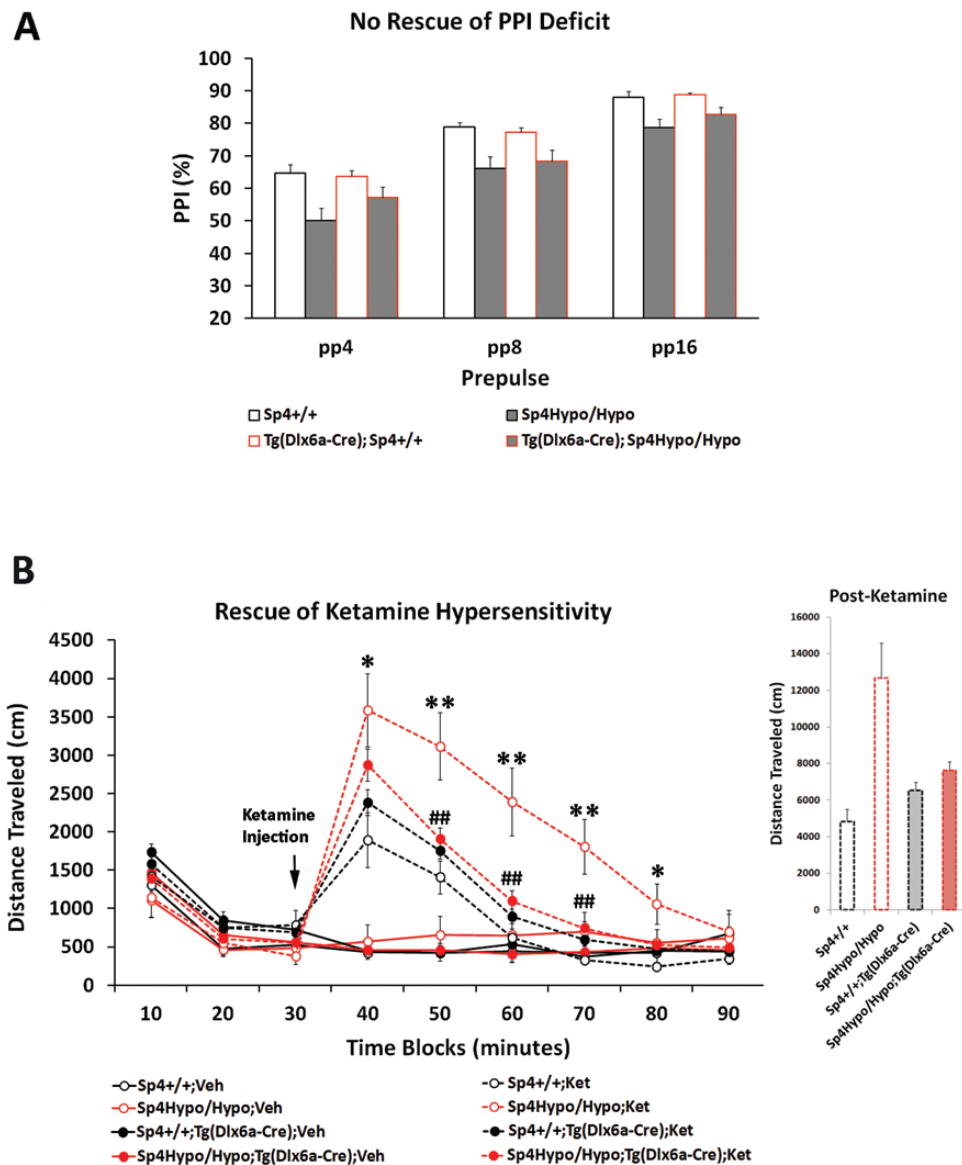 A
No Rescue of PPI Deficit
100
90
80
70
60
50
40
30
20
PPI (%)
pp4 pp8 pp16
Prepulse
Sp4+/+ Sp4Hypo/Hypo
Tg(Dlx6a-Cre); Sp4+/+ Tg(Dlx6a-Cre); Sp4Hypo/Hypo
B
Rescue of Ketamine Hypersensitivity
4500
4000
3500
3000
2500
2000
1500
1000
500
0
Distance Traveled (cm)
Ketamine
Injection
* ** ** ** *
## ## ##
10 20 30 40 50 60 70 80 90
Time Blocks (minutes)
Sp4+/+;Veh Sp4+/+;Ket
Sp4Hypo/Hypo;Veh Sp4Hypo/Hypo;Ket
Sp4+/+;Tg(Dlx6a-Cre);Veh Sp4+/+;Tg(Dlx6a-Cre);Ket
Sp4Hypo/Hypo;Tg(Dlx6a-Cre);Veh Sp4Hypo/Hypo;Tg(Dlx6a-Cre);Ket
Post-Ketamine
16000
14000
12000
10000
8000
6000
4000
2000
0
Distance Traveled (cm)
Sp4+/+
Sp4Hypo/Hypo
Sp4+/+;Tg(Dlx6a-Cre)
Sp4Hypo/Hypo;Tg(Dlx6a-Cre)